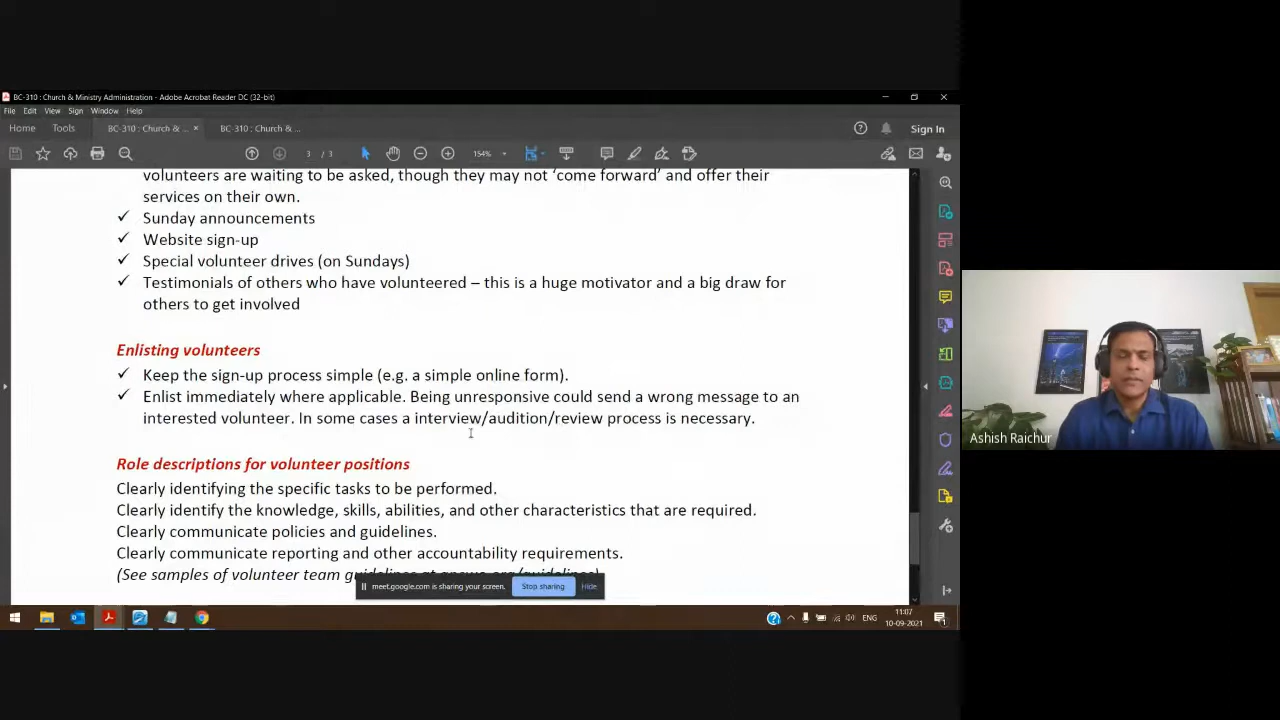 BC-310 : Church & Ministry Administration - Adobe Acrobat Reader DC (32-bit)
File Edit View Sign Window Help
Home Tools BC-310 : Church & ... × BC-310 : Church & ... Sign In
3 / 3 154%
volunteers are waiting to be asked, though they may not ‘come forward’ and offer their
services on their own.
✓ Sunday announcements
✓ Website sign-up
✓ Special volunteer drives (on Sundays)
✓ Testimonials of others who have volunteered – this is a huge motivator and a big draw for
others to get involved
Enlisting volunteers
✓ Keep the sign-up process simple (e.g. a simple online form).
✓ Enlist immediately where applicable. Being unresponsive could send a wrong message to an
interested volunteer. In some cases a interview/audition/review process is necessary.
Ashish Raichur
Role descriptions for volunteer positions
Clearly identifying the specific tasks to be performed.
Clearly identify the knowledge, skills, abilities, and other characteristics that are required.
Clearly communicate policies and guidelines.
Clearly communicate reporting and other accountability requirements.
(See samples of volunteer team guidelines at
meet.google.com is sharing your screen. Stop sharing Hide
ENG 11:07
10-09-2021